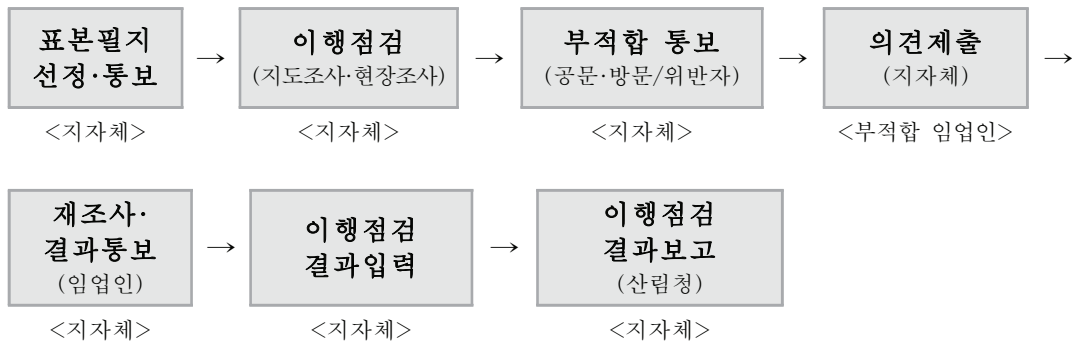 표본필지
선정·통보
→
이행점검
(지도조사·현장조사)
→
부적합 통보
(공문·방문/위반자)
→
의견제출
(지자체)
→
<지자체>
<지자체>
<지자체>
<부적합 임업인>
재조사·
결과통보
(임업인)
→
이행점검
결과입력
→
이행점검
결과보고
(산림청)
<지자체>
<지자체>
<지자체>